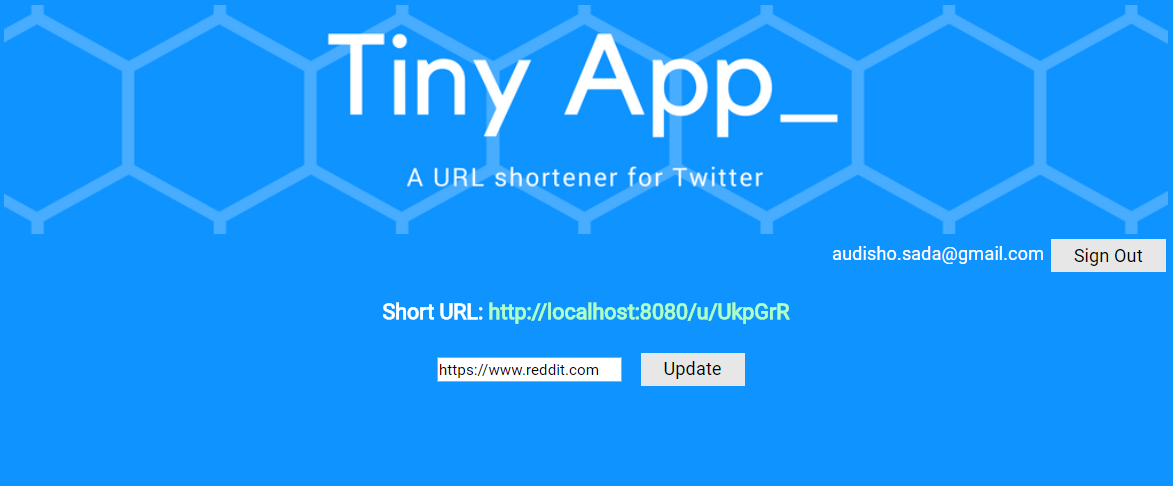 Tiny App_
A URL shortener for Twitter
audisho.sada@gmail.com Sign Out
Short URL: http://localhost:8080/u/UkpGrR
https://www.reddit.com Update